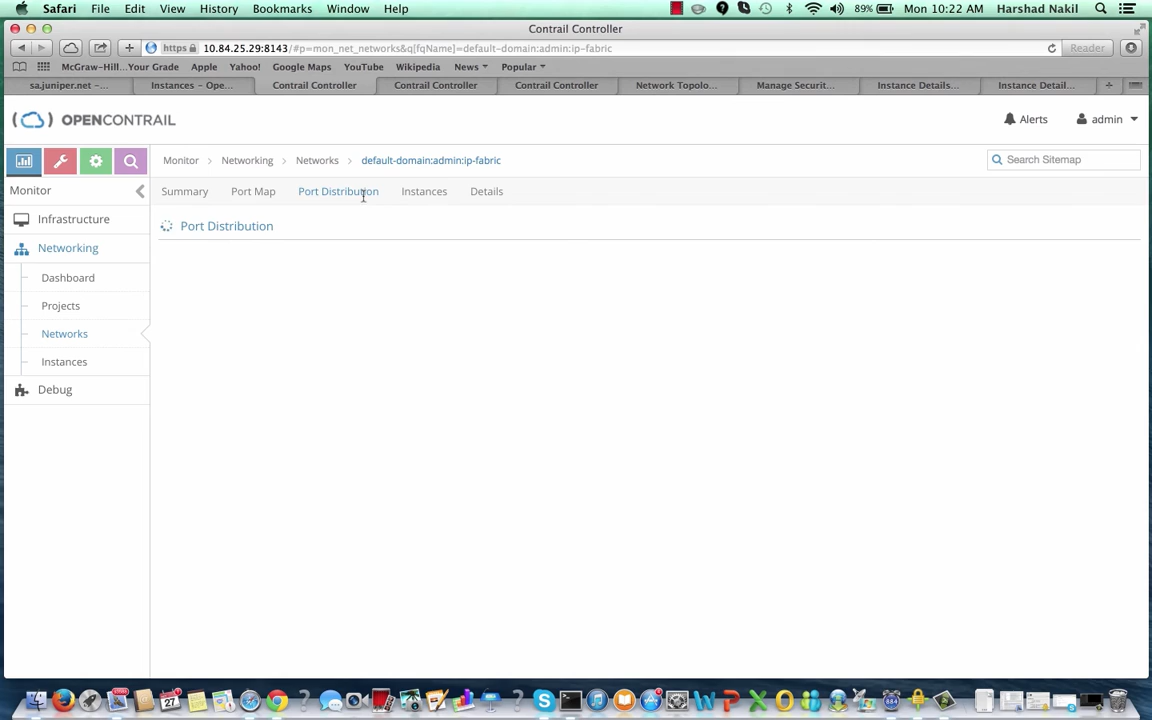 Safari File Edit View History Bookmarks Window Help 89% Mon 10:22 AM Harshad Nakil
Contrail Controller
https 10.84.25.29:8143/#p=mon_net_networks&q[fqName]=default-domain:admin:ip-fabric Reader
McGraw-Hill...Your Grade Apple Yahoo! Google Maps YouTube Wikipedia News Popular
sa.juniper.net –... Instances – Ope... Contrail Controller Contrail Controller Contrail Controller Network Topolo... Manage Securit... Instance Details... Instance Detail...
OPENCONTRAIL Alerts admin
Monitor Networking Networks default-domain:admin:ip-fabric Search Sitemap
Monitor Summary Port Map Port Distribution Instances Details
Infrastructure
Port Distribution
Networking
Dashboard
Projects
Networks
Instances
Debug